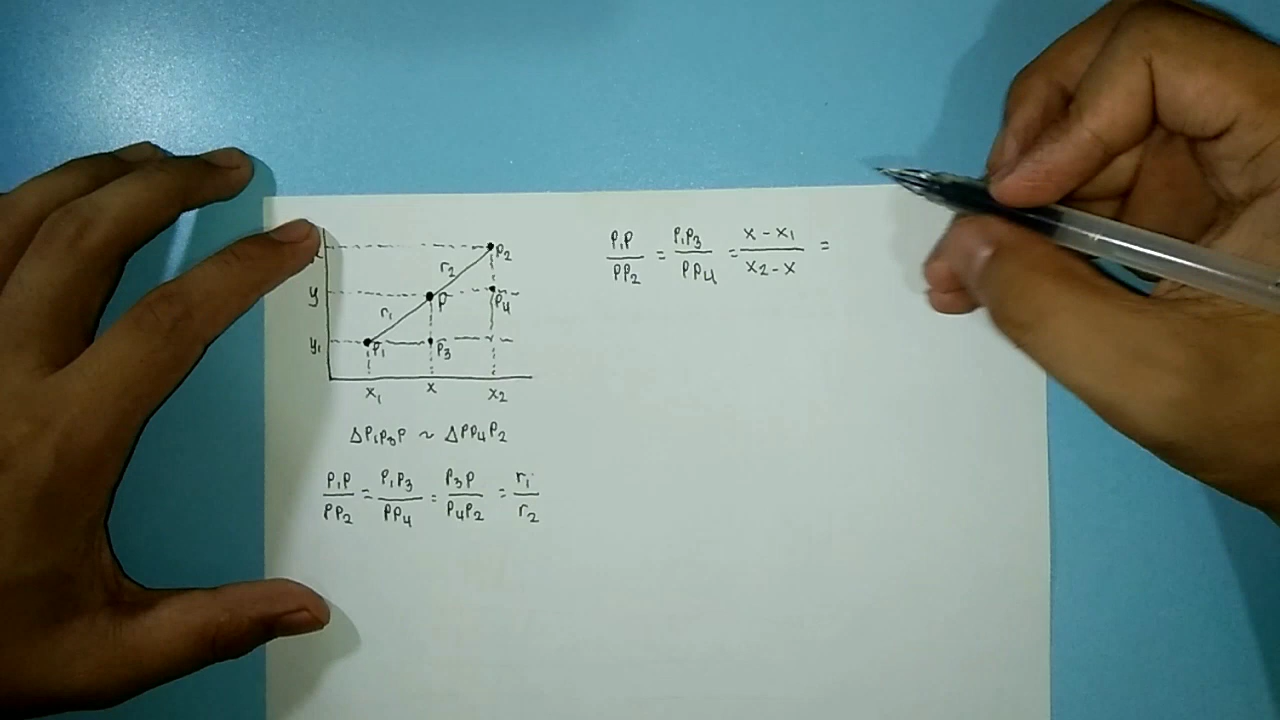 P₂
r₂
y
P
P₄
r₁
y₁
P₁
P₃
x₁ x x₂
ΔP₁P₃P ~ ΔPP₄P₂
P₁P/PP₂ = P₁P₃/PP₄ = P₃P/P₄P₂ = r₁/r₂
P₁P/PP₂ = P₁P₃/PP₄ = x - x₁/x₂ - x =